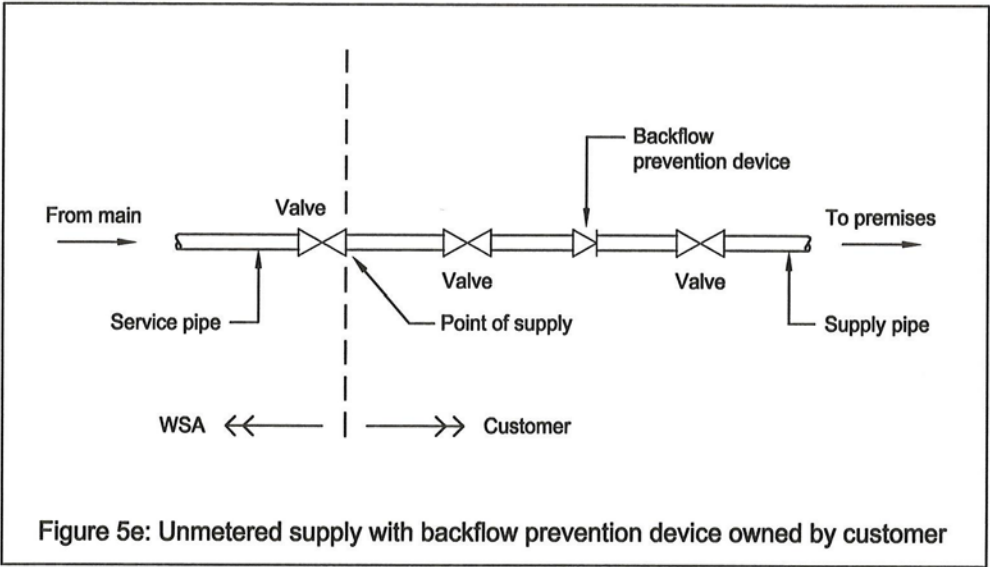 Backflow
prevention device
From main
Valve
To premises
Valve
Valve
Service pipe
Point of supply
Supply pipe
WSA
Customer
Figure 5e: Unmetered supply with backflow prevention device owned by customer